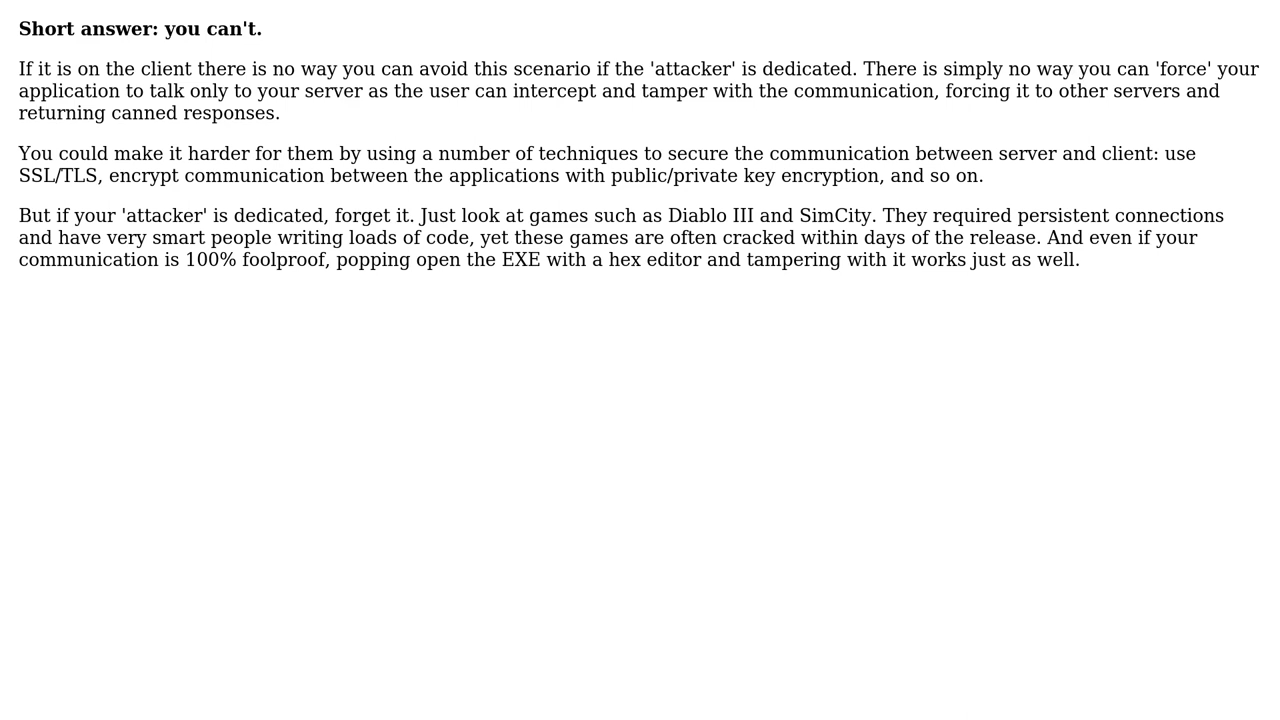 Short answer: you can't.
If it is on the client there is no way you can avoid this scenario if the 'attacker' is dedicated. There is simply no way you can 'force' your
application to talk only to your server as the user can intercept and tamper with the communication, forcing it to other servers and
returning canned responses.
You could make it harder for them by using a number of techniques to secure the communication between server and client: use
SSL/TLS, encrypt communication between the applications with public/private key encryption, and so on.
But if your 'attacker' is dedicated, forget it. Just look at games such as Diablo III and SimCity. They required persistent connections
and have very smart people writing loads of code, yet these games are often cracked within days of the release. And even if your
communication is 100% foolproof, popping open the EXE with a hex editor and tampering with it works just as well.